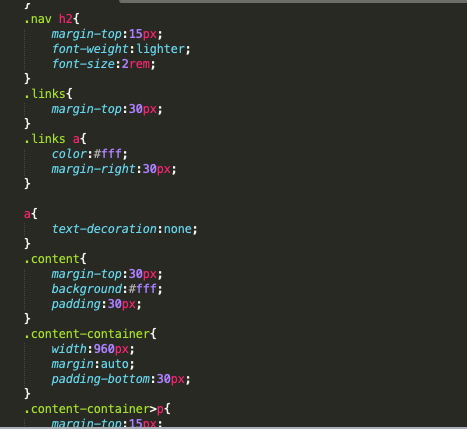 }
.nav h2{
    margin-top:15px;
    font-weight:lighter;
    font-size:2rem;
}
.links{
    margin-top:30px;
}
.links a{
    color:#fff;
    margin-right:30px;
}

a{
    text-decoration:none;
}
.content{
    margin-top:30px;
    background:#fff;
    padding:30px;
}
.content-container{
    width:960px;
    margin:auto;
    padding-bottom:30px;
}
.content-container>p{
    margin-top:15px;